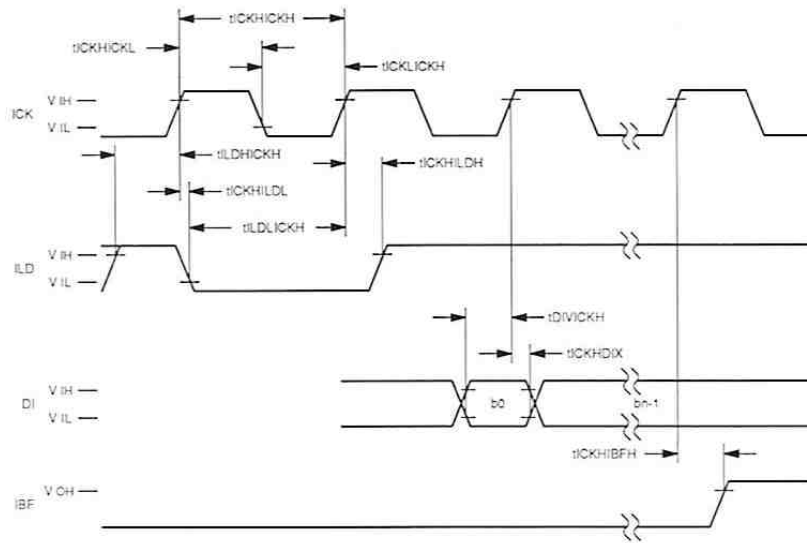 tICKHICKH
tICKHICKL
tICKLICKH
ICK
V IH
V IL
tILDHICKH
tICKHILDH
tICKHILDL
tILDLICKH
ILD
V IH
V IL
tDIVICKH
tICKHDIX
DI
V IH
V IL
b0
bn-1
tICKHIBFH
IBF
V OH